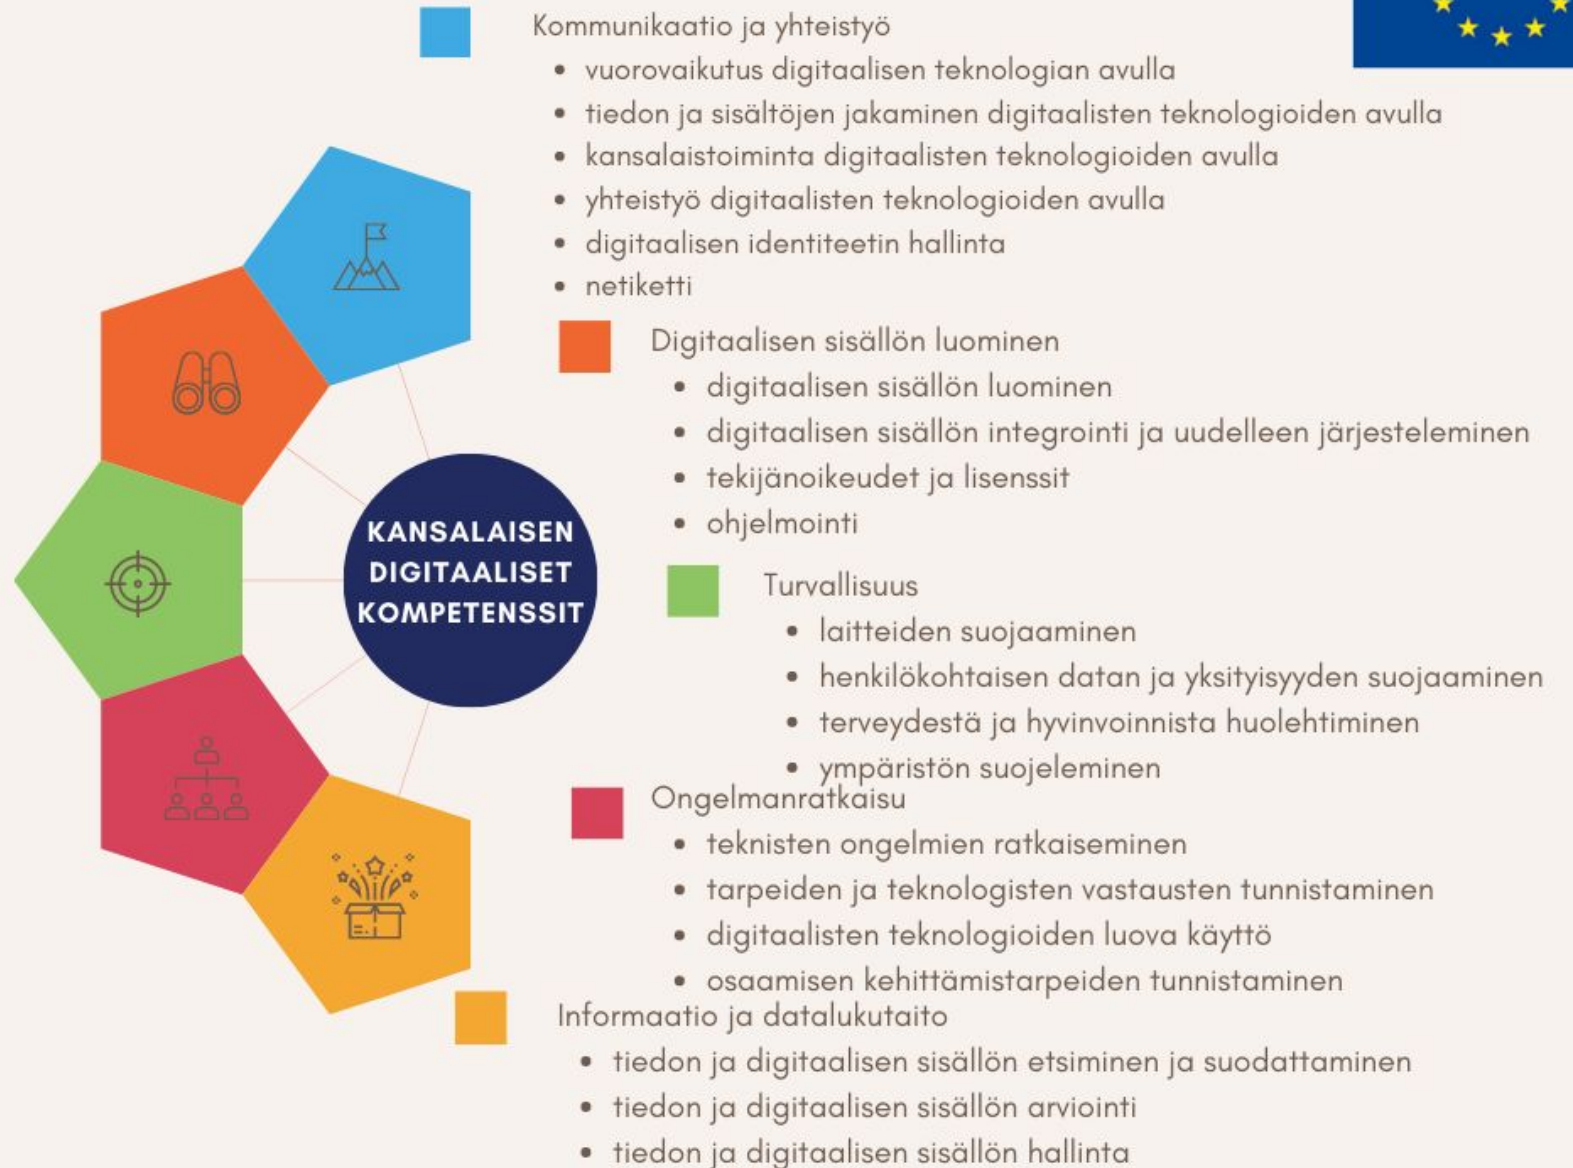 Kommunikaatio ja yhteistyö
• vuorovaikutus digitaalisen teknologian avulla
• tiedon ja sisältöjen jakaminen digitaalisten teknologioiden avulla
• kansalaistoiminta digitaalisten teknologioiden avulla
• yhteistyö digitaalisten teknologioiden avulla
• digitaalisen identiteetin hallinta
• netiketti
Digitaalisen sisällön luominen
• digitaalisen sisällön luominen
• digitaalisen sisällön integrointi ja uudelleen järjesteleminen
• tekijänoikeudet ja lisenssit
• ohjelmointi
KANSALAISEN
DIGITAALISET
KOMPETENSSIT
Turvallisuus
• laitteiden suojaaminen
• henkilökohtaisen datan ja yksityisyyden suojaaminen
• terveydestä ja hyvinvoinnista huolehtiminen
• ympäristön suojeleminen
Ongelmanratkaisu
• teknisten ongelmien ratkaiseminen
• tarpeiden ja teknologisten vastausten tunnistaminen
• digitaalisten teknologioiden luova käyttö
• osaamisen kehittämistarpeiden tunnistaminen
Informaatio ja datalukutaito
• tiedon ja digitaalisen sisällön etsiminen ja suodattaminen
• tiedon ja digitaalisen sisällön arviointi
• tiedon ja digitaalisen sisällön hallinta